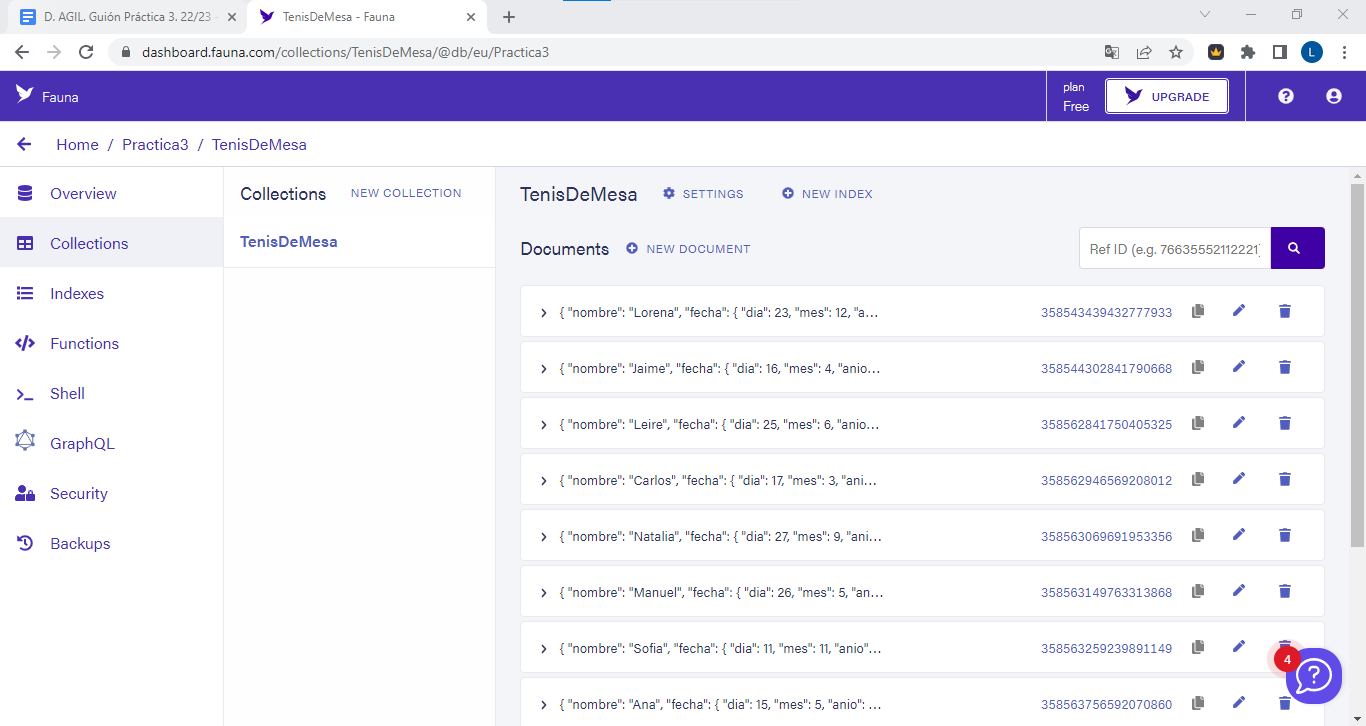 D. AGIL. Guión Práctica 3. 22/23 -
TenisDeMesa - Fauna
dashboard.fauna.com/collections/TenisDeMesa/@db/eu/Practica3
L
Fauna
plan
Free
UPGRADE
Home / Practica3 / TenisDeMesa
Overview
Collections
Indexes
Functions
Shell
GraphQL
Security
Backups
Collections
NEW COLLECTION
TenisDeMesa
TenisDeMesa
SETTINGS
NEW INDEX
Documents
NEW DOCUMENT
Ref ID (e.g. 76635552112221
{ "nombre": "Lorena", "fecha": { "dia": 23, "mes": 12, "a… 358543439432777933
{ "nombre": "Jaime", "fecha": { "dia": 16, "mes": 4, "anio… 358544302841790668
{ "nombre": "Leire", "fecha": { "dia": 25, "mes": 6, "anio… 358562841750405325
{ "nombre": "Carlos", "fecha": { "dia": 17, "mes": 3, "ani… 358562946569208012
{ "nombre": "Natalia", "fecha": { "dia": 27, "mes": 9, "ani… 358563069691953356
{ "nombre": "Manuel", "fecha": { "dia": 26, "mes": 5, "an… 358563149763313868
{ "nombre": "Sofia", "fecha": { "dia": 11, "mes": 11, "anio"… 358563259239891149
{ "nombre": "Ana", "fecha": { "dia": 15, "mes": 5, "anio": … 358563756592070860
4